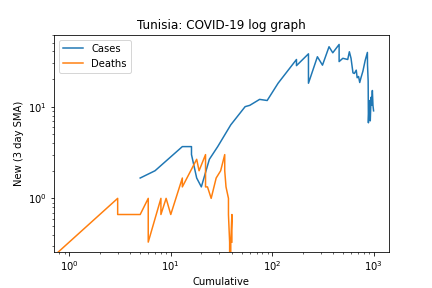 Tunisia: COVID-19 log graph
Cases
Deaths
New (3 day SMA)
10¹
10⁰
10⁰ 10¹ 10² 10³
Cumulative